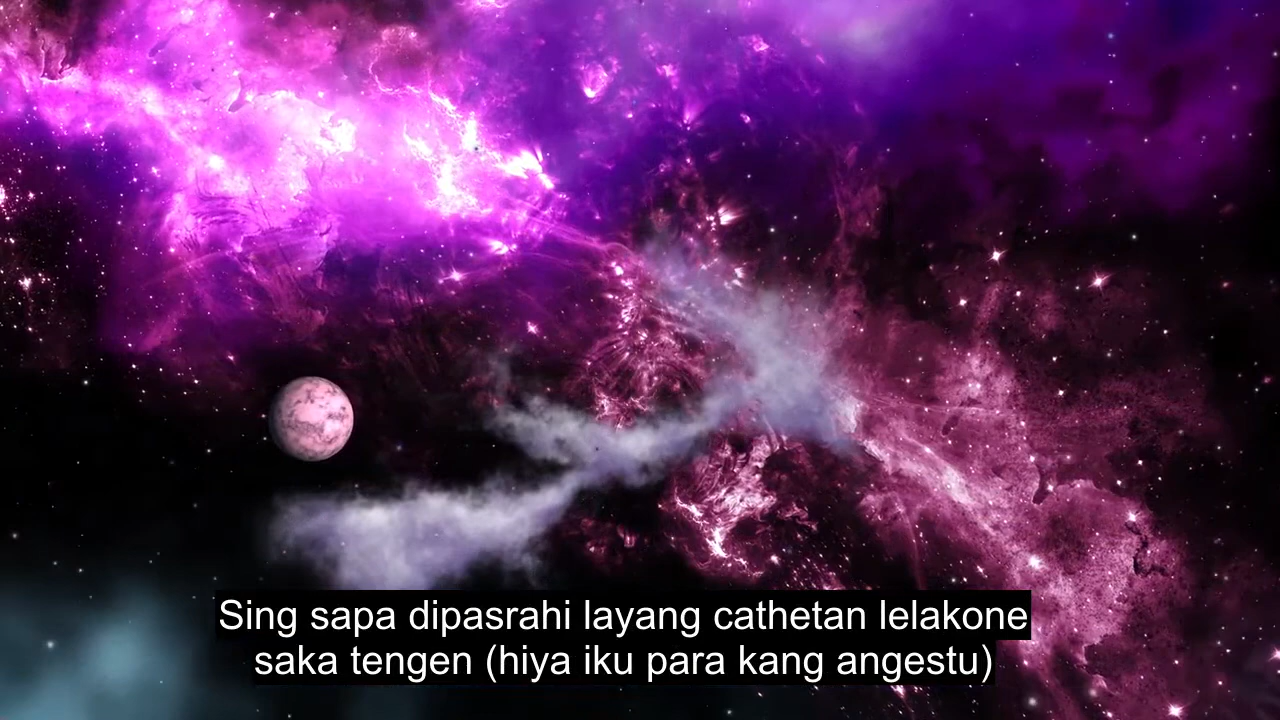 Sing sapa dipasrahi layang cathetan lelakone
saka tengen (hiya iku para kang angestu)